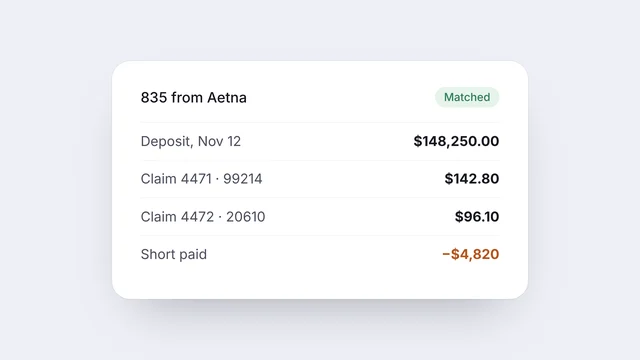 835 from Aetna Matched
Deposit, Nov 12 $148,250.00
Claim 4471 · 99214 $142.80
Claim 4472 · 20610 $96.10
Short paid −$4,820